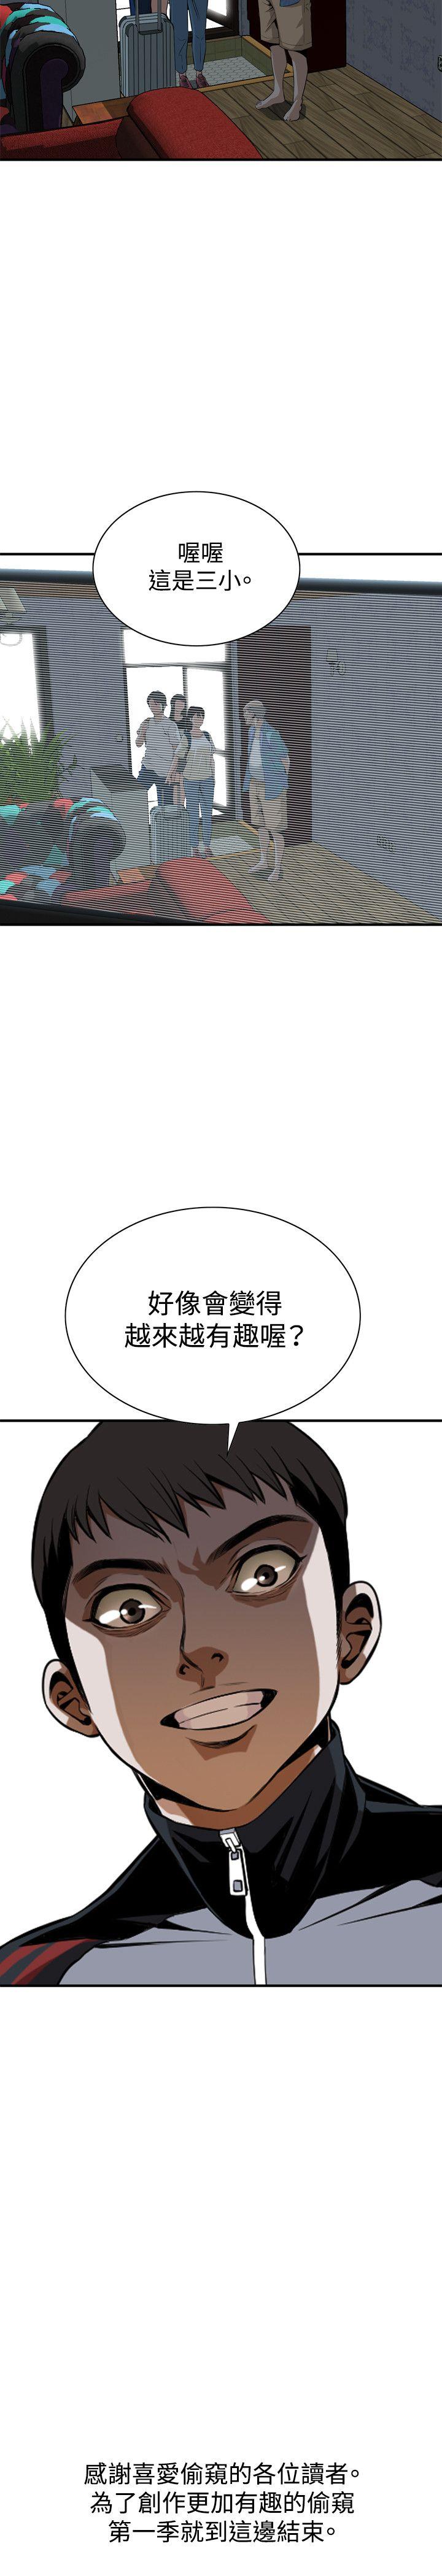 喔喔
這是三小。
好像會變得
越來越有趣喔？
感謝喜愛偷窺的各位讀者。
為了創作更加有趣的偷窺
第一季就到這邊結束。